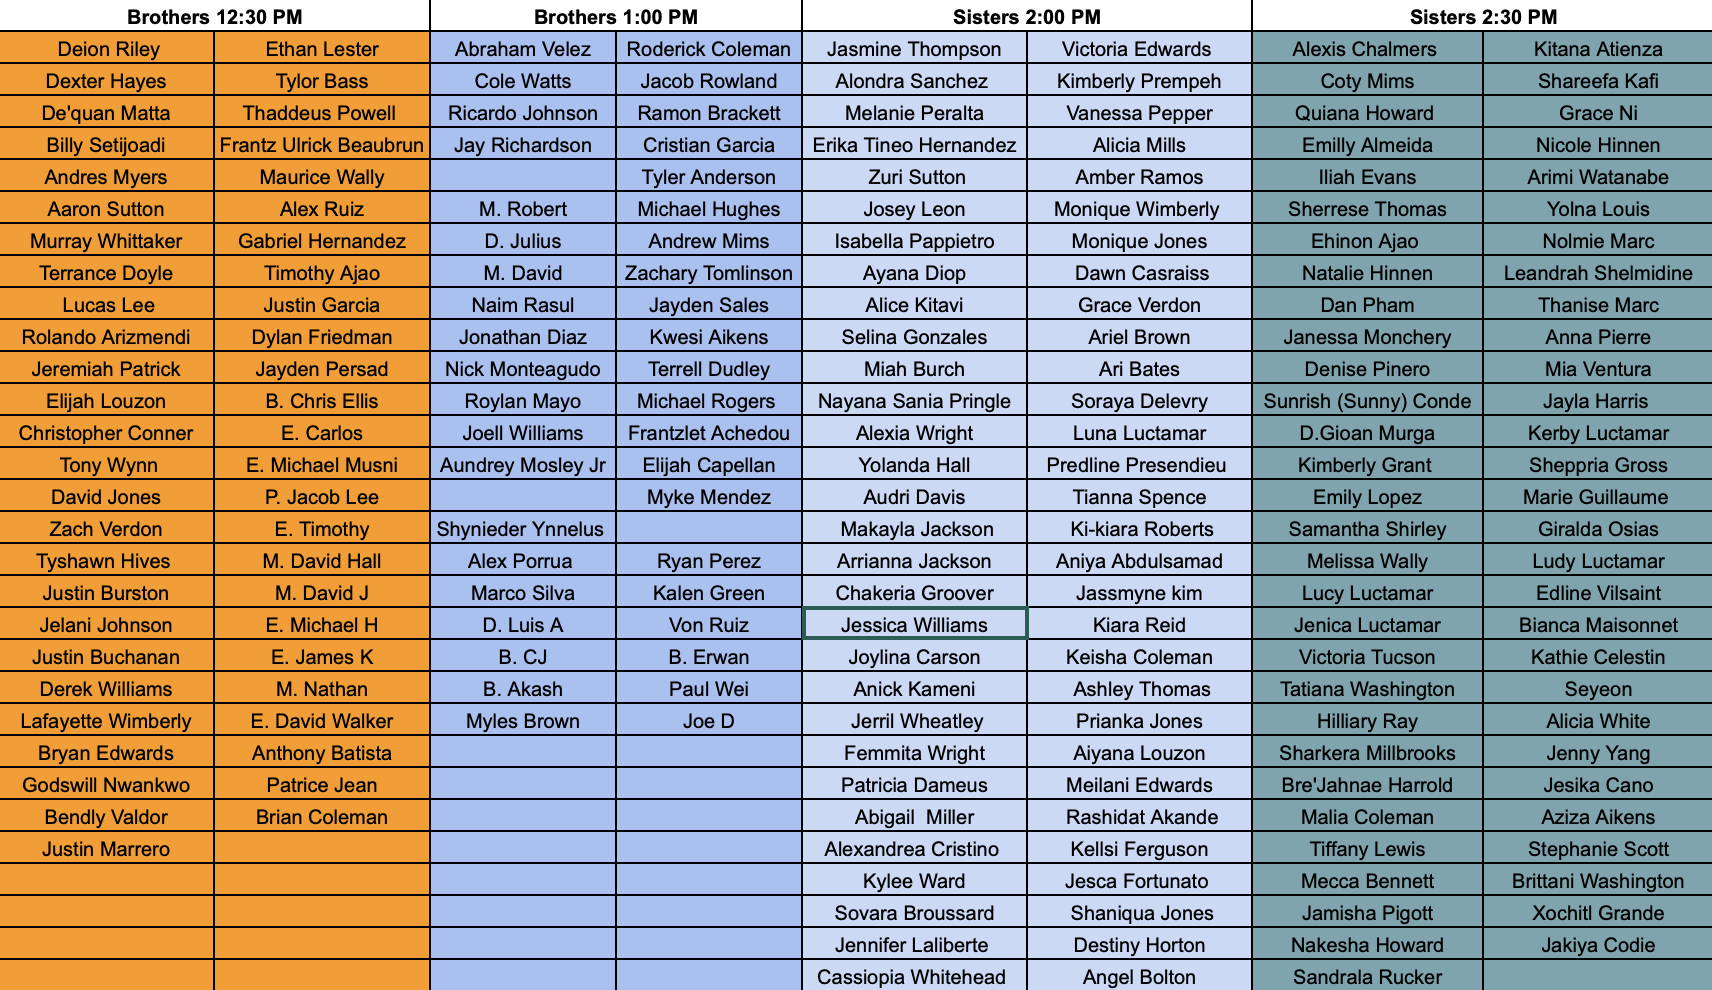 Brothers 12:30 PM Brothers 1:00 PM Sisters 2:00 PM Sisters 2:30 PM
Deion Riley Ethan Lester Abraham Velez Roderick Coleman Jasmine Thompson Victoria Edwards Alexis Chalmers Kitana Atienza
Dexter Hayes Tylor Bass Cole Watts Jacob Rowland Alondra Sanchez Kimberly Prempeh Coty Mims Shareefa Kafi
De'quan Matta Thaddeus Powell Ricardo Johnson Ramon Brackett Melanie Peralta Vanessa Pepper Quiana Howard Grace Ni
Billy Setijoadi Frantz Ulrick Beaubrun Jay Richardson Cristian Garcia Erika Tineo Hernandez Alicia Mills Emilly Almeida Nicole Hinnen
Andres Myers Maurice Wally Tyler Anderson Zuri Sutton Amber Ramos Iliah Evans Arimi Watanabe
Aaron Sutton Alex Ruiz M. Robert Michael Hughes Josey Leon Monique Wimberly Sherrese Thomas Yolna Louis
Murray Whittaker Gabriel Hernandez D. Julius Andrew Mims Isabella Pappietro Monique Jones Ehinon Ajao Nolmie Marc
Terrance Doyle Timothy Ajao M. David Zachary Tomlinson Ayana Diop Dawn Casraiss Natalie Hinnen Leandrah Shelmidine
Lucas Lee Justin Garcia Naim Rasul Jayden Sales Alice Kitavi Grace Verdon Dan Pham Thanise Marc
Rolando Arizmendi Dylan Friedman Jonathan Diaz Kwesi Aikens Selina Gonzales Ariel Brown Janessa Monchery Anna Pierre
Jeremiah Patrick Jayden Persad Nick Monteagudo Terrell Dudley Miah Burch Ari Bates Denise Pinero Mia Ventura
Elijah Louzon B. Chris Ellis Roylan Mayo Michael Rogers Nayana Sania Pringle Soraya Delevry Sunrish (Sunny) Conde Jayla Harris
Christopher Conner E. Carlos Joell Williams Frantzlet Achedou Alexia Wright Luna Luctamar D.Gioan Murga Kerby Luctamar
Tony Wynn E. Michael Musni Aundrey Mosley Jr Elijah Capellan Yolanda Hall Predline Presendieu Kimberly Grant Sheppria Gross
David Jones P. Jacob Lee Myke Mendez Audri Davis Tianna Spence Emily Lopez Marie Guillaume
Zach Verdon E. Timothy Shynieder Ynnelus Makayla Jackson Ki-kiara Roberts Samantha Shirley Giralda Osias
Tyshawn Hives M. David Hall Alex Porrua Ryan Perez Arrianna Jackson Aniya Abdulsamad Melissa Wally Ludy Luctamar
Justin Burston M. David J Marco Silva Kalen Green Chakeria Groover Jassmyne kim Lucy Luctamar Edline Vilsaint
Jelani Johnson E. Michael H D. Luis A Von Ruiz Jessica Williams Kiara Reid Jenica Luctamar Bianca Maisonnet
Justin Buchanan E. James K B. CJ B. Erwan Joylina Carson Keisha Coleman Victoria Tucson Kathie Celestin
Derek Williams M. Nathan B. Akash Paul Wei Anick Kameni Ashley Thomas Tatiana Washington Seyeon
Lafayette Wimberly E. David Walker Myles Brown Joe D Jerril Wheatley Prianka Jones Hilliary Ray Alicia White
Bryan Edwards Anthony Batista Femmita Wright Aiyana Louzon Sharkera Millbrooks Jenny Yang
Godswill Nwankwo Patrice Jean Patricia Dameus Meilani Edwards Bre'Jahnae Harrold Jesika Cano
Bendly Valdor Brian Coleman Abigail  Miller Rashidat Akande Malia Coleman Aziza Aikens
Justin Marrero Alexandrea Cristino Kellsi Ferguson Tiffany Lewis Stephanie Scott
Kylee Ward Jesca Fortunato Mecca Bennett Brittani Washington
Sovara Broussard Shaniqua Jones Jamisha Pigott Xochitl Grande
Jennifer Laliberte Destiny Horton Nakesha Howard Jakiya Codie
Cassiopia Whitehead Angel Bolton Sandrala Rucker